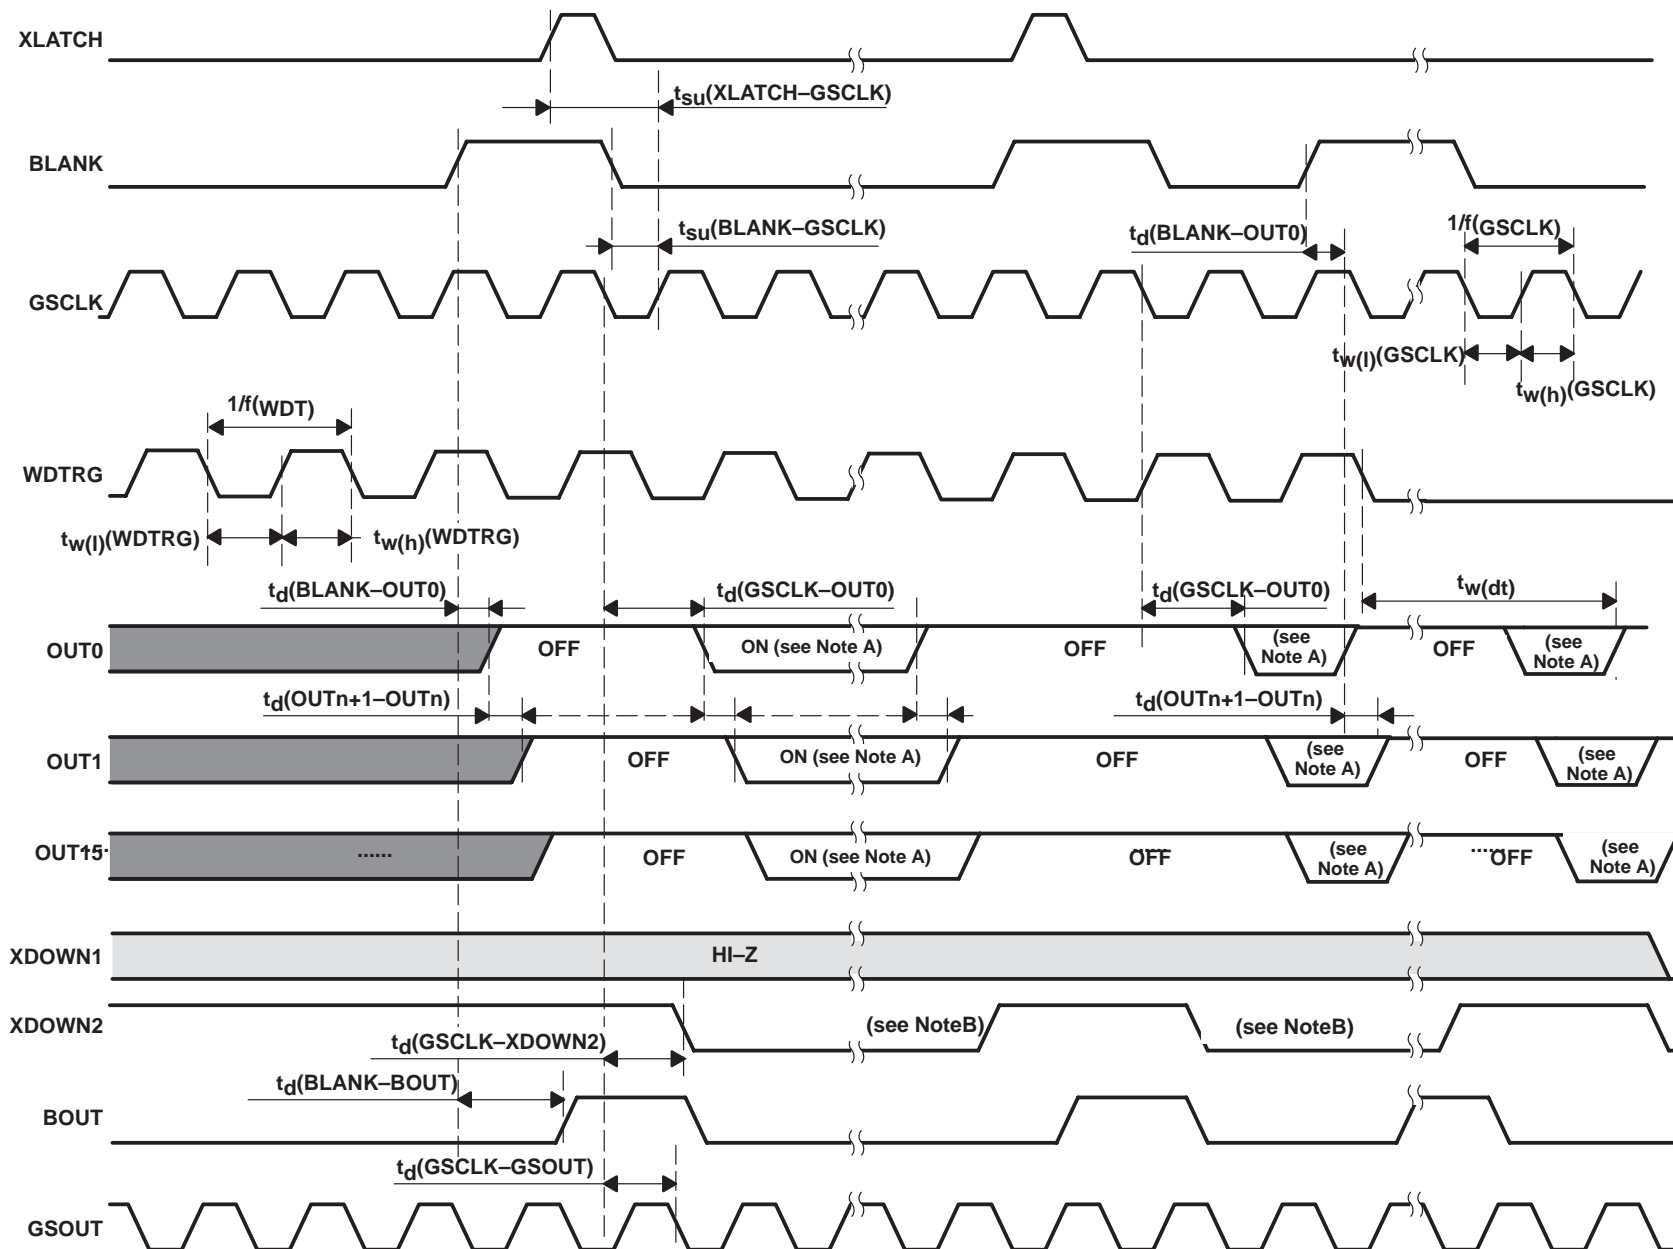 XLATCH
tsu(XLATCH–GSCLK)
BLANK
tsu(BLANK–GSCLK)
td(BLANK–OUT0)
1/f(GSCLK)
GSCLK
tw(l)(GSCLK)
tw(h)(GSCLK)
1/f(WDT)
WDTRG
tw(l)(WDTRG)
tw(h)(WDTRG)
td(BLANK–OUT0)
td(GSCLK–OUT0)
td(GSCLK–OUT0)
tw(dt)
OUT0
OFF
ON (see Note A)
OFF
(see
Note A)
OFF
(see
Note A)
td(OUTn+1–OUTn)
td(OUTn+1–OUTn)
OUT1
OFF
ON (see Note A)
OFF
(see
Note A)
OFF
(see
Note A)
OUT15
......
OFF
ON (see Note A)
OFF
(see
Note A)
OFF
(see
Note A)
XDOWN1
HI–Z
XDOWN2
(see NoteB)
(see NoteB)
td(GSCLK–XDOWN2)
td(BLANK–BOUT)
BOUT
td(GSCLK–GSOUT)
GSOUT